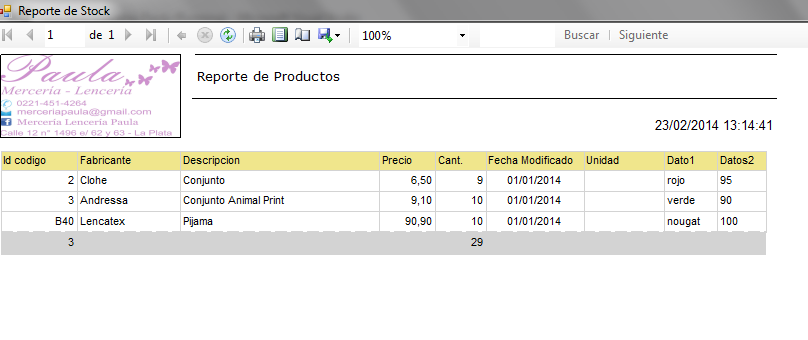 Reporte de Stock
1 de 1 100% Buscar | Siguiente
Paula
Mercería - Lencería
0221-451-4264
merceriapaula@gmail.com
Mercería Lencería Paula
Calle 12 n° 1496 e/ 62 y 63 - La Plata
Reporte de Productos
23/02/2014 13:14:41
Id codigo Fabricante Descripcion Precio Cant. Fecha Modificado Unidad Dato1 Datos2
2 Clohe Conjunto 6,50 9 01/01/2014 rojo 95
3 Andressa Conjunto Animal Print 9,10 10 01/01/2014 verde 90
B40 Lencatex Pijama 90,90 10 01/01/2014 nougat 100
3 29